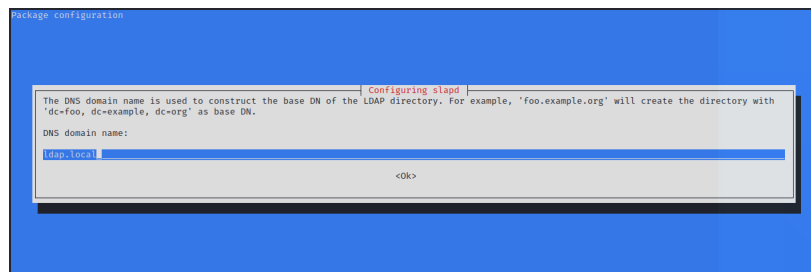 Package configuration
Configuring slapd
The DNS domain name is used to construct the base DN of the LDAP directory. For example, 'foo.example.org' will create the directory with
'dc=foo, dc=example, dc=org' as base DN.
DNS domain name:
ldap.local
<Ok>